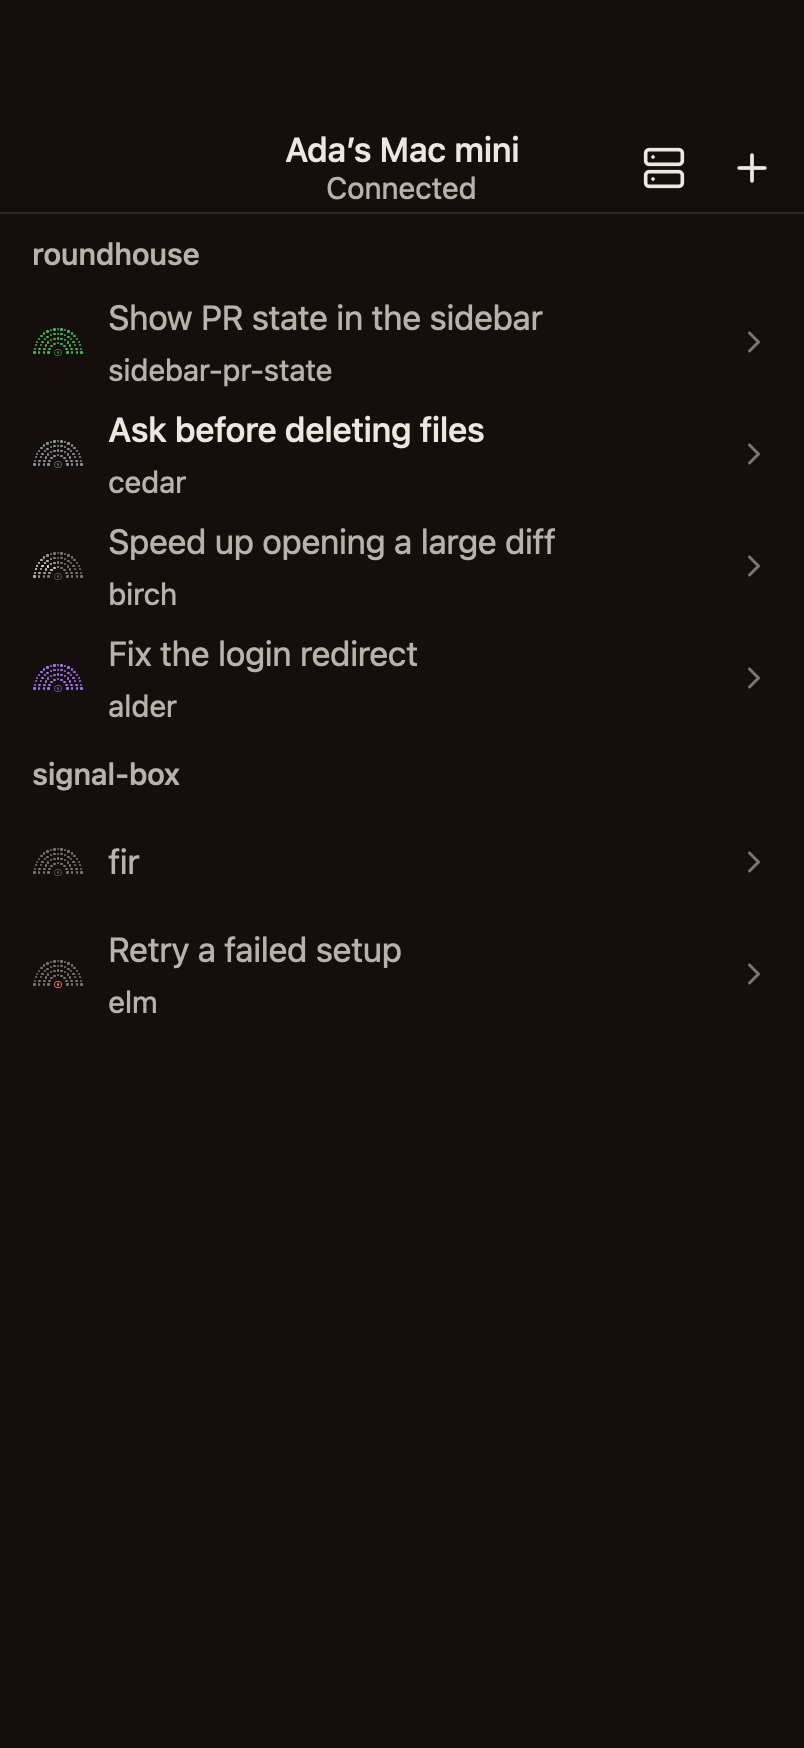 Ada’s Mac mini
Connected
roundhouse
Show PR state in the sidebar
sidebar-pr-state
Ask before deleting files
cedar
Speed up opening a large diff
birch
Fix the login redirect
alder
signal-box
fir
Retry a failed setup
elm